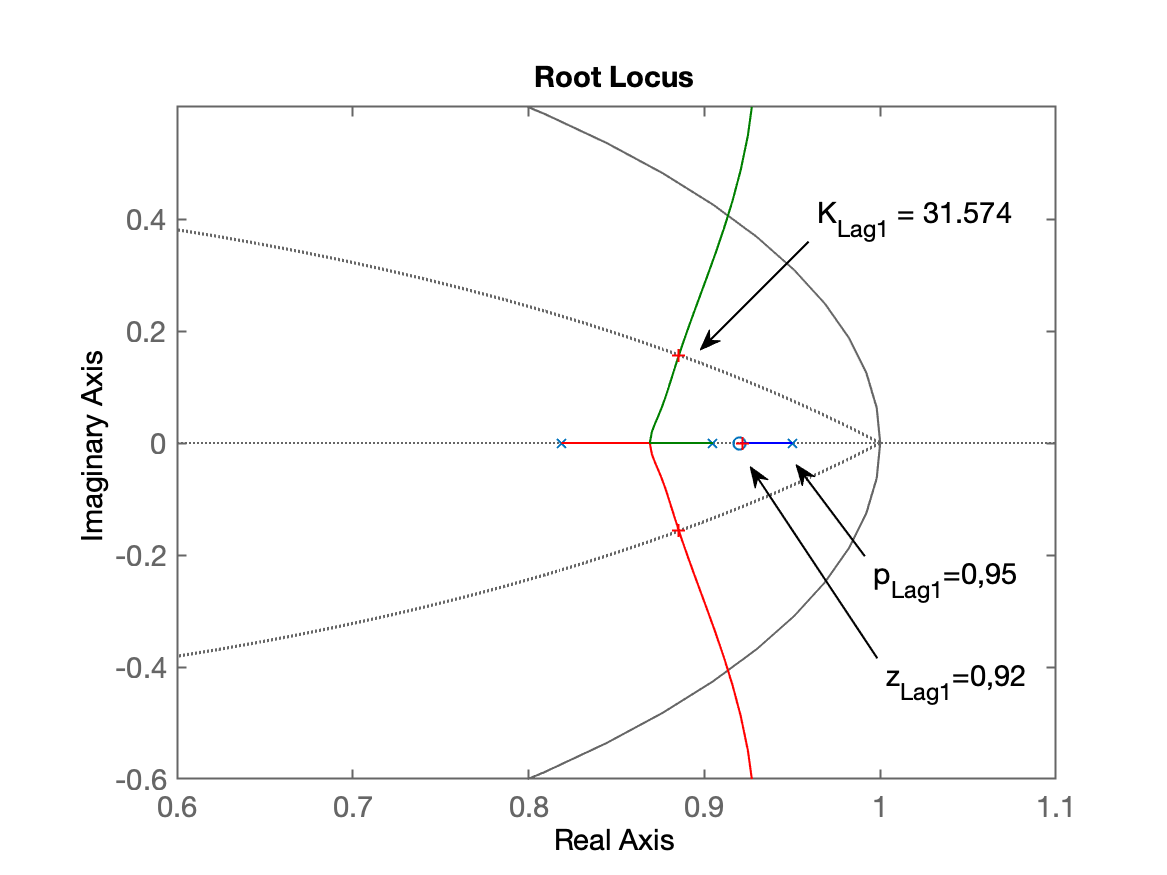 Root Locus
K_Lag1 = 31.574
0.4
0.2
0
-0.2
-0.4
-0.6
Imaginary Axis
p_Lag1=0,95
z_Lag1=0,92
0.6 0.7 0.8 0.9 1 1.1
Real Axis